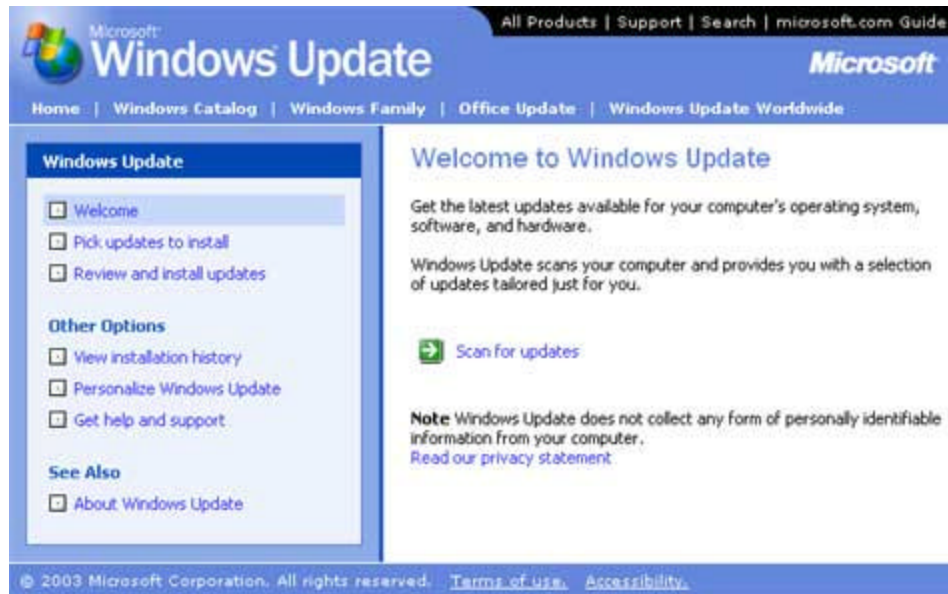 All Products | Support | Search | microsoft.com Guide
Microsoft
Windows Update
Microsoft
Home | Windows Catalog | Windows Family | Office Update | Windows Update Worldwide
Windows Update
Welcome
Pick updates to install
Review and install updates
Other Options
View installation history
Personalize Windows Update
Get help and support
See Also
About Windows Update
Welcome to Windows Update
Get the latest updates available for your computer's operating system,
software, and hardware.
Windows Update scans your computer and provides you with a selection
of updates tailored just for you.
Scan for updates
Note Windows Update does not collect any form of personally identifiable
information from your computer.
Read our privacy statement
© 2003 Microsoft Corporation. All rights reserved. Terms of use. Accessibility.